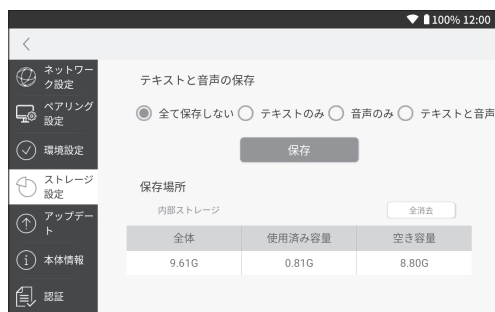 100% 12:00
ネットワー
ク設定
ペアリング
設定
環境設定
ストレージ
設定
アップデー
ト
本体情報
認証
テキストと音声の保存
全て保存しない テキストのみ 音声のみ テキストと音声
保存
保存場所
内部ストレージ 全消去
全体 使用済み容量 空き容量
9.61G 0.81G 8.80G